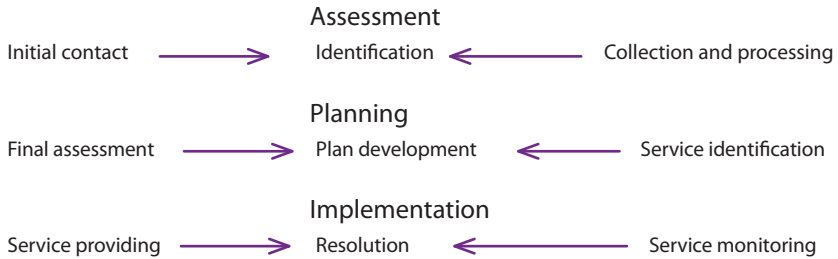 Assessment
Initial contact Identification Collection and processing
Planning
Final assessment Plan development Service identification
Implementation
Service providing Resolution Service monitoring